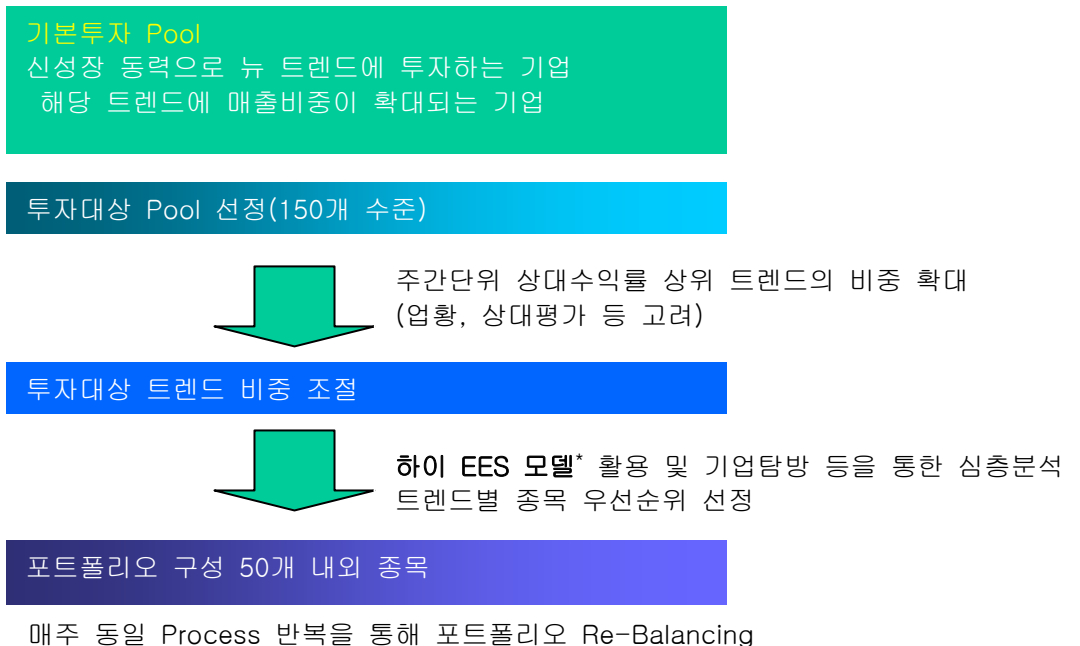 기본투자 Pool
신성장 동력으로 뉴 트렌드에 투자하는 기업
해당 트렌드에 매출비중이 확대되는 기업
투자대상 Pool 선정(150개 수준)
주간단위 상대수익률 상위 트렌드의 비중 확대
(업황, 상대평가 등 고려)
투자대상 트렌드 비중 조절
하이 EES 모델* 활용 및 기업탐방 등을 통한 심층분석
트렌드별 종목 우선순위 선정
포트폴리오 구성 50개 내외 종목
매주 동일 Process 반복을 통해 포트폴리오 Re-Balancing